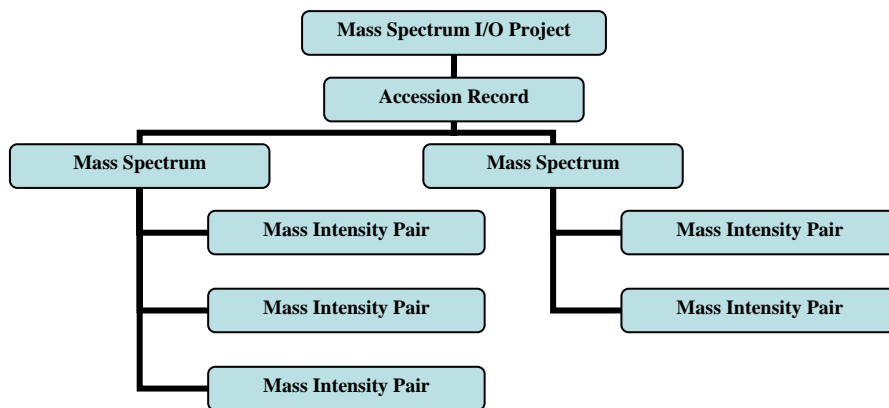 Mass Spectrum I/O Project
Accession Record
Mass Spectrum
Mass Spectrum
Mass Intensity Pair
Mass Intensity Pair
Mass Intensity Pair
Mass Intensity Pair
Mass Intensity Pair